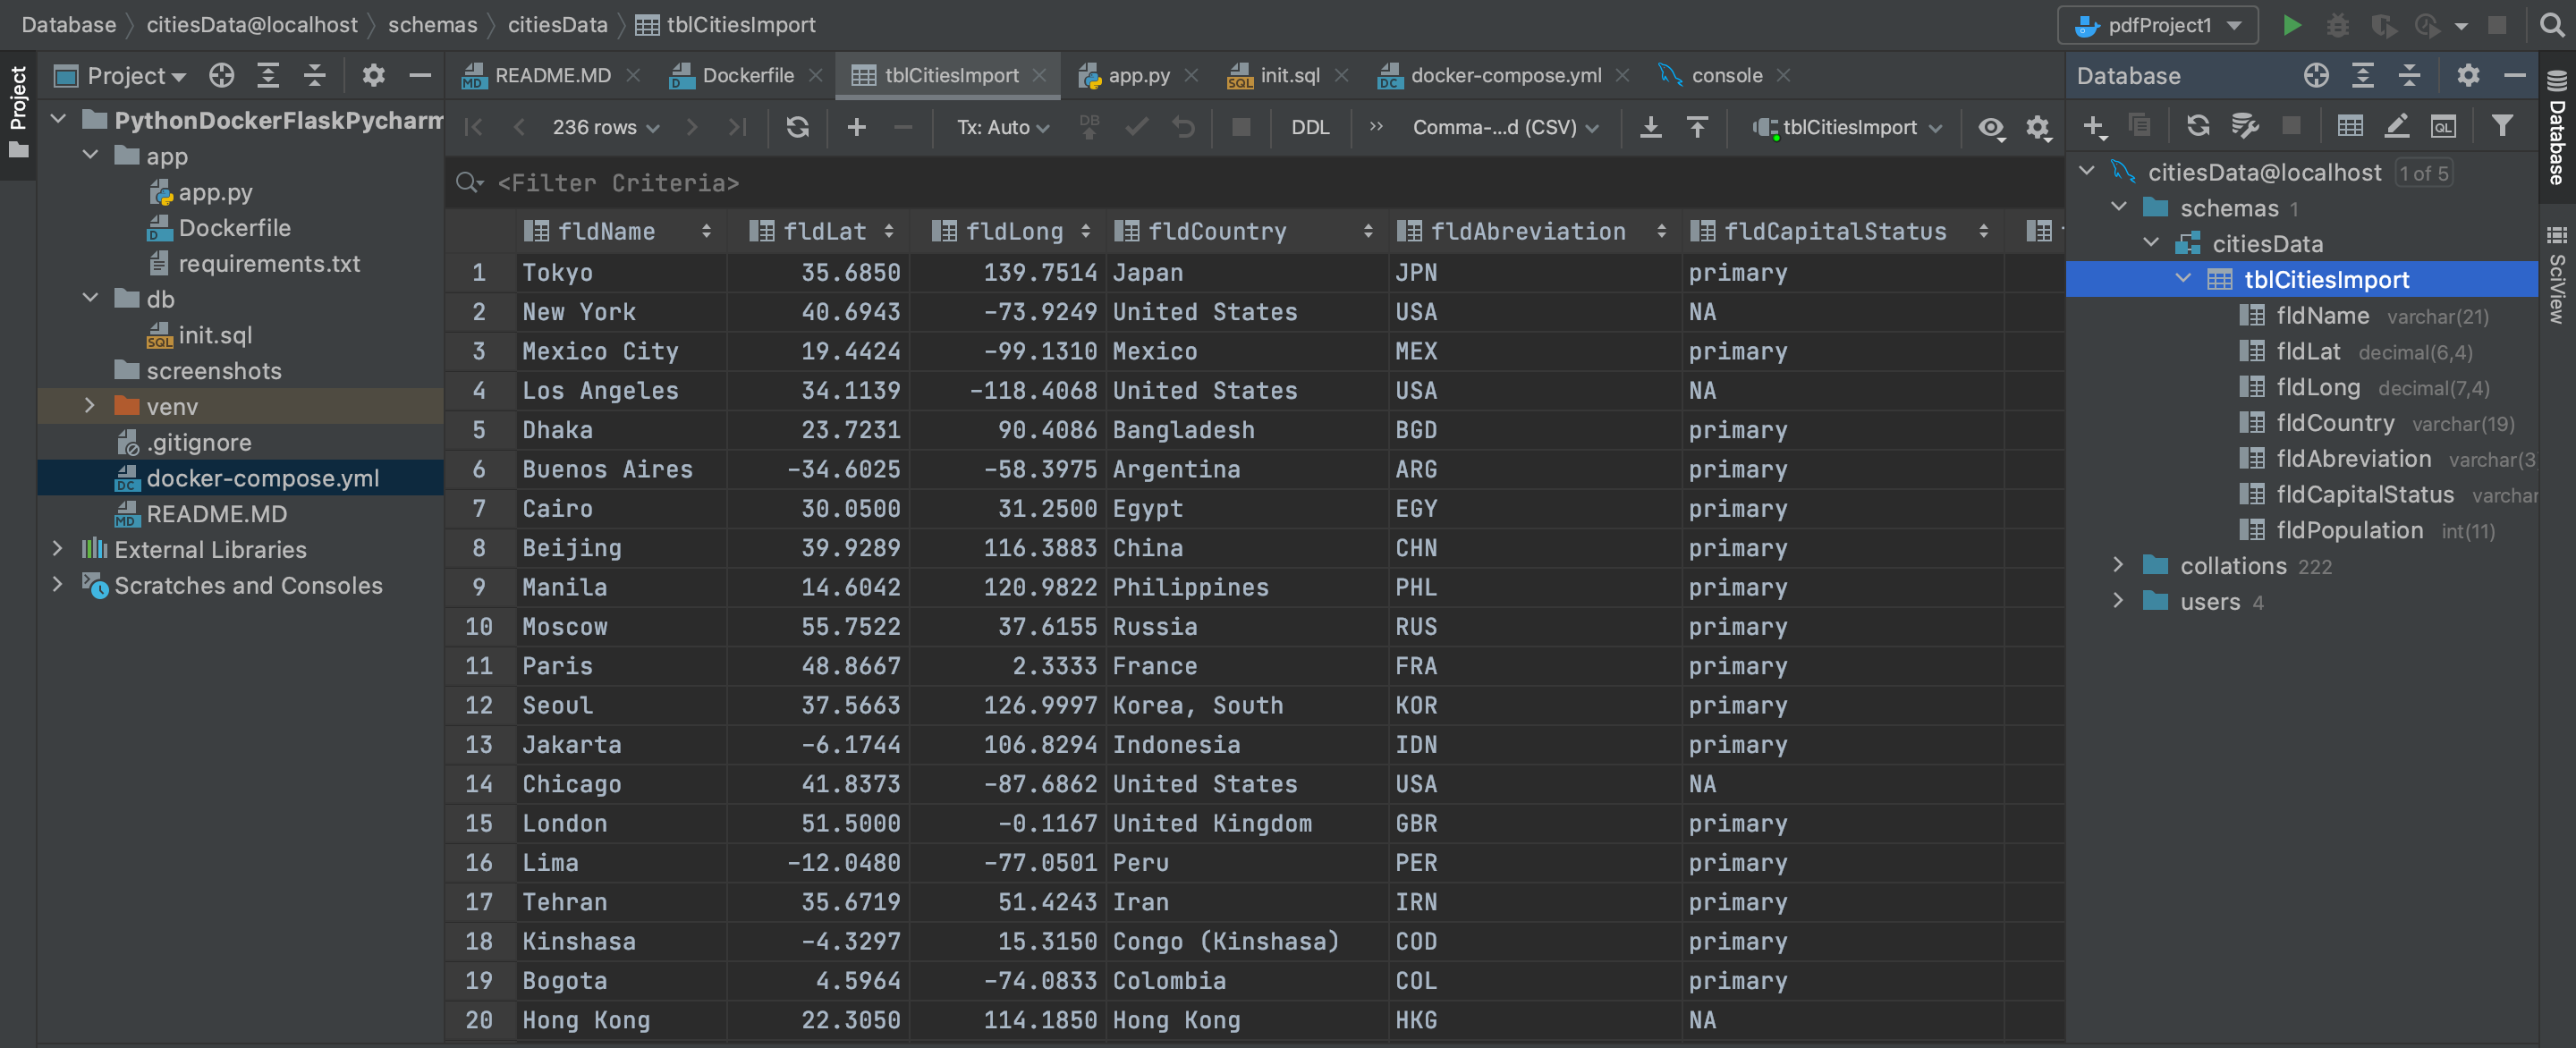 Database citiesData@localhost schemas citiesData tblCitiesImport
pdfProject1
Project
Project
PythonDockerFlaskPycharm
app
app.py
Dockerfile
requirements.txt
db
init.sql
SQL
screenshots
venv
.gitignore
DC docker-compose.yml
MD README.MD
External Libraries
Scratches and Consoles
README.MD Dockerfile tblCitiesImport app.py init.sql docker-compose.yml console
236 rows Tx: Auto DB DDL Comma-...d (CSV) tblCitiesImport
<Filter Criteria>
fldName fldLat fldLong fldCountry fldAbreviation fldCapitalStatus
1 Tokyo 35.6850 139.7514 Japan JPN primary
2 New York 40.6943 -73.9249 United States USA NA
3 Mexico City 19.4424 -99.1310 Mexico MEX primary
4 Los Angeles 34.1139 -118.4068 United States USA NA
5 Dhaka 23.7231 90.4086 Bangladesh BGD primary
6 Buenos Aires -34.6025 -58.3975 Argentina ARG primary
7 Cairo 30.0500 31.2500 Egypt EGY primary
8 Beijing 39.9289 116.3883 China CHN primary
9 Manila 14.6042 120.9822 Philippines PHL primary
10 Moscow 55.7522 37.6155 Russia RUS primary
11 Paris 48.8667 2.3333 France FRA primary
12 Seoul 37.5663 126.9997 Korea, South KOR primary
13 Jakarta -6.1744 106.8294 Indonesia IDN primary
14 Chicago 41.8373 -87.6862 United States USA NA
15 London 51.5000 -0.1167 United Kingdom GBR primary
16 Lima -12.0480 -77.0501 Peru PER primary
17 Tehran 35.6719 51.4243 Iran IRN primary
18 Kinshasa -4.3297 15.3150 Congo (Kinshasa) COD primary
19 Bogota 4.5964 -74.0833 Colombia COL primary
20 Hong Kong 22.3050 114.1850 Hong Kong HKG NA
Database
QL
citiesData@localhost 1 of 5
schemas 1
citiesData
tblCitiesImport
fldName varchar(21)
fldLat decimal(6,4)
fldLong decimal(7,4)
fldCountry varchar(19)
fldAbreviation varchar(3
fldCapitalStatus varchar
fldPopulation int(11)
collations 222
users 4
Database
SciView